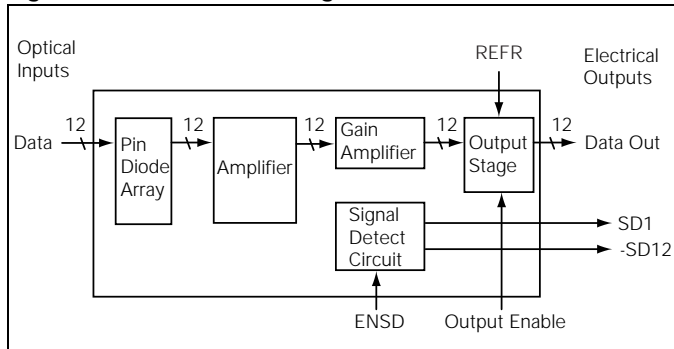 Optical
Inputs
REFR
Electrical
Outputs
Data
12
Pin
Diode
Array
12
Amplifier
12
Gain
Amplifier
12
Output
Stage
12
Data Out
Signal
Detect
Circuit
SD1
-SD12
ENSD
Output Enable